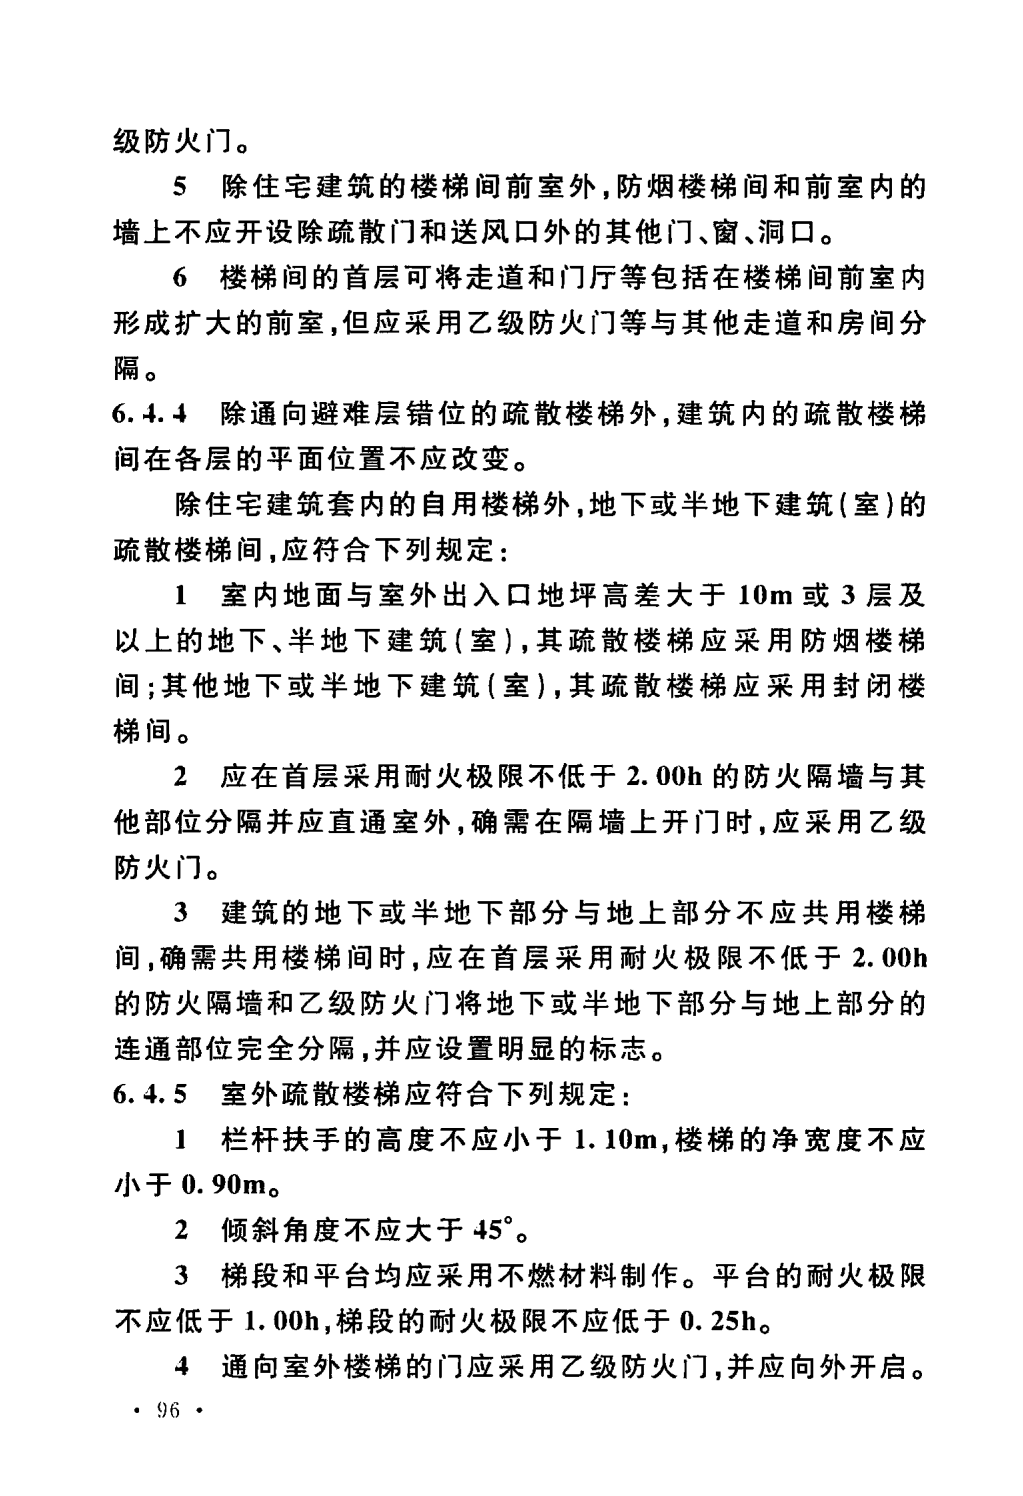 级防火门。
5　除住宅建筑的楼梯间前室外,防烟楼梯间和前室内的
墙上不应开设除疏散门和送风口外的其他门、窗、洞口。
6　楼梯间的首层可将走道和门厅等包括在楼梯间前室内
形成扩大的前室,但应采用乙级防火门等与其他走道和房间分
隔。
6.4.4　除通向避难层错位的疏散楼梯外,建筑内的疏散楼梯
间在各层的平面位置不应改变。
除住宅建筑套内的自用楼梯外,地下或半地下建筑(室)的
疏散楼梯间,应符合下列规定:
1　室内地面与室外出入口地坪高差大于 10m 或 3 层及
以上的地下、半地下建筑(室),其疏散楼梯应采用防烟楼梯
间;其他地下或半地下建筑(室),其疏散楼梯应采用封闭楼
梯间。
2　应在首层采用耐火极限不低于 2.00h 的防火隔墙与其
他部位分隔并应直通室外,确需在隔墙上开门时,应采用乙级
防火门。
3　建筑的地下或半地下部分与地上部分不应共用楼梯
间,确需共用楼梯间时,应在首层采用耐火极限不低于 2.00h
的防火隔墙和乙级防火门将地下或半地下部分与地上部分的
连通部位完全分隔,并应设置明显的标志。
6.4.5　室外疏散楼梯应符合下列规定:
1　栏杆扶手的高度不应小于 1.10m,楼梯的净宽度不应
小于 0.90m。
2　倾斜角度不应大于 45°。
3　梯段和平台均应采用不燃材料制作。平台的耐火极限
不应低于 1.00h,梯段的耐火极限不应低于 0.25h。
4　通向室外楼梯的门应采用乙级防火门,并应向外开启。
· 96 ·